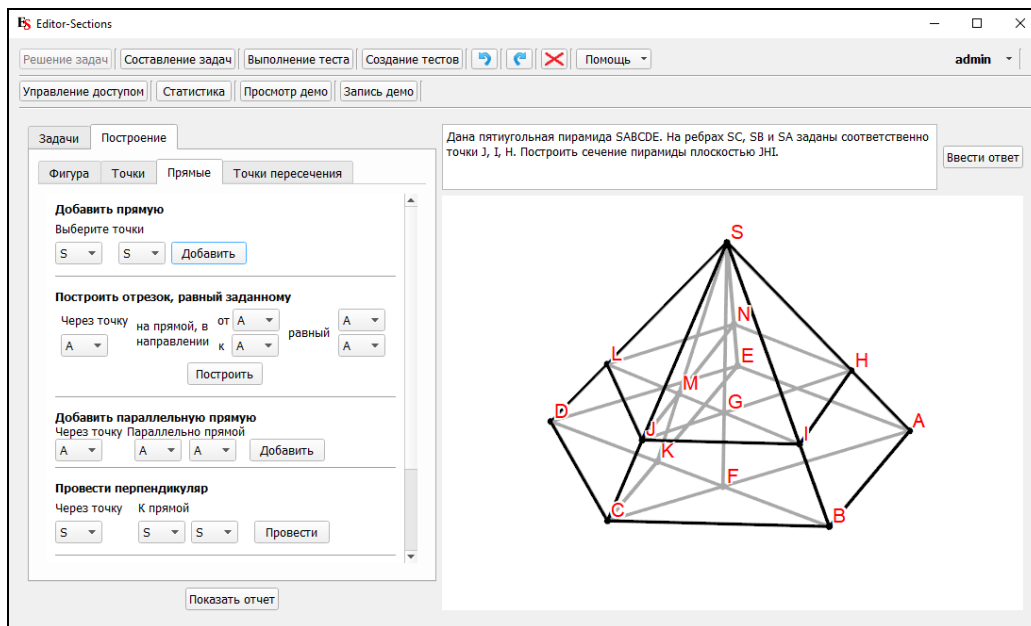 ES Editor-Sections
Решение задач Составление задач Выполнение теста Создание тестов Помощь admin
Управление доступом Статистика Просмотр демо Запись демо
Задачи Построение
Фигура Точки Прямые Точки пересечения
Добавить прямую
Выберите точки
S S Добавить
Построить отрезок, равный заданному
Через точку на прямой, в направлении от A к A равный A A
A
Построить
Добавить параллельную прямую
Через точку Параллельно прямой
A A A Добавить
Провести перпендикуляр
Через точку К прямой
S S S Провести
Показать отчет
Дана пятиугольная пирамида SABCDE. На ребрах SC, SB и SA заданы соответственно
точки J, I, H. Построить сечение пирамиды плоскостью JHI.
Ввести ответ
S
N
L E H
M
D G A
J I
K
F
C B